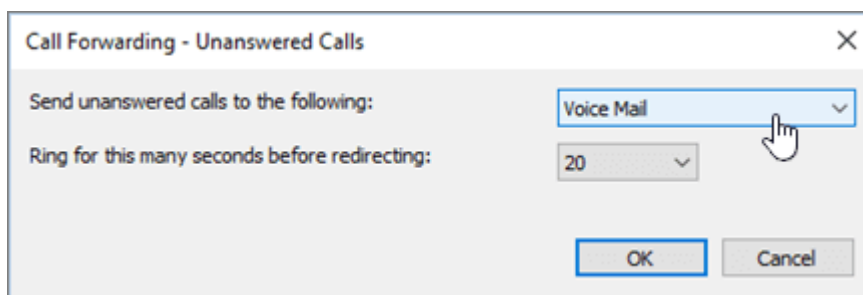 Call Forwarding - Unanswered Calls
Send unanswered calls to the following: Voice Mail
Ring for this many seconds before redirecting: 20
OK Cancel